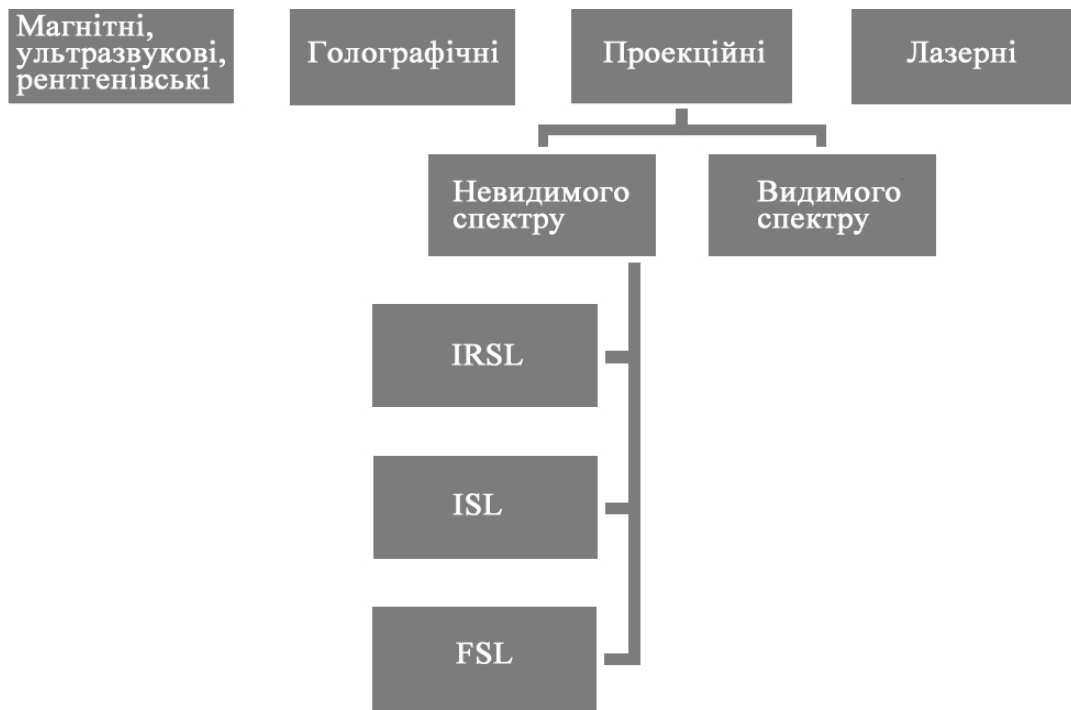 Магнітні,
ультразвукові,
рентгенівські
Голографічні
Проекційні
Лазерні
Невидимого
спектру
Видимого
спектру
IRSL
ISL
FSL